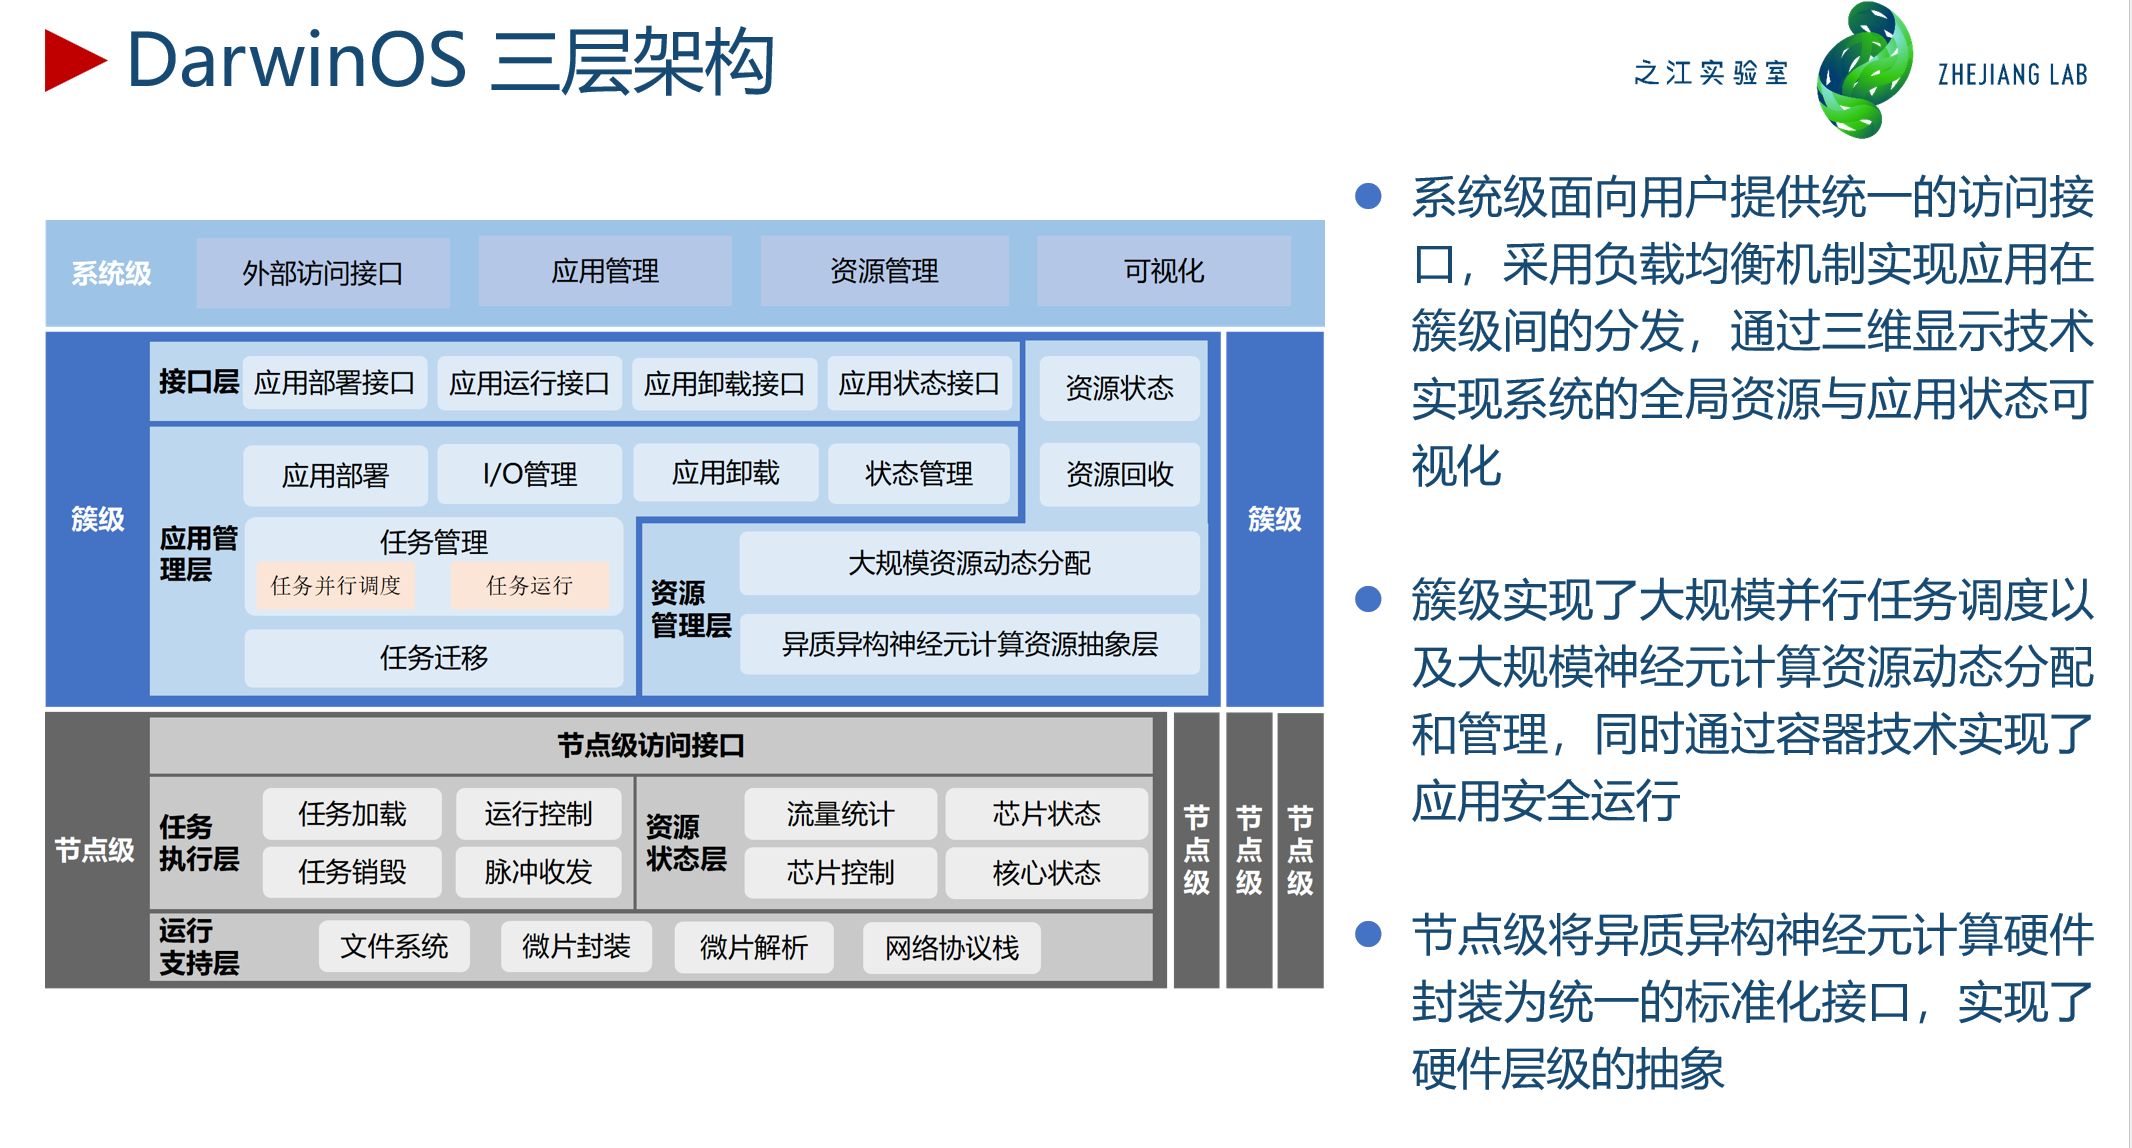 DarwinOS 三层架构
之江实验室
ZHEJIANG LAB
系统级
外部访问接口
应用管理
资源管理
可视化
簇级
接口层
应用部署接口
应用运行接口
应用卸载接口
应用状态接口
资源状态
资源回收
应用管
理层
应用部署
I/O管理
应用卸载
状态管理
任务管理
任务并行调度
任务运行
任务迁移
资源
管理层
大规模资源动态分配
异质异构神经元计算资源抽象层
簇级
节点级
节点级访问接口
任务
执行层
任务加载
运行控制
任务销毁
脉冲收发
资源
状态层
流量统计
芯片状态
芯片控制
核心状态
运行
支持层
文件系统
微片封装
微片解析
网络协议栈
节
点
级
节
点
级
节
点
级
系统级面向用户提供统一的访问接
口，采用负载均衡机制实现应用在
簇级间的分发，通过三维显示技术
实现系统的全局资源与应用状态可
视化
簇级实现了大规模并行任务调度以
及大规模神经元计算资源动态分配
和管理，同时通过容器技术实现了
应用安全运行
节点级将异质异构神经元计算硬件
封装为统一的标准化接口，实现了
硬件层级的抽象